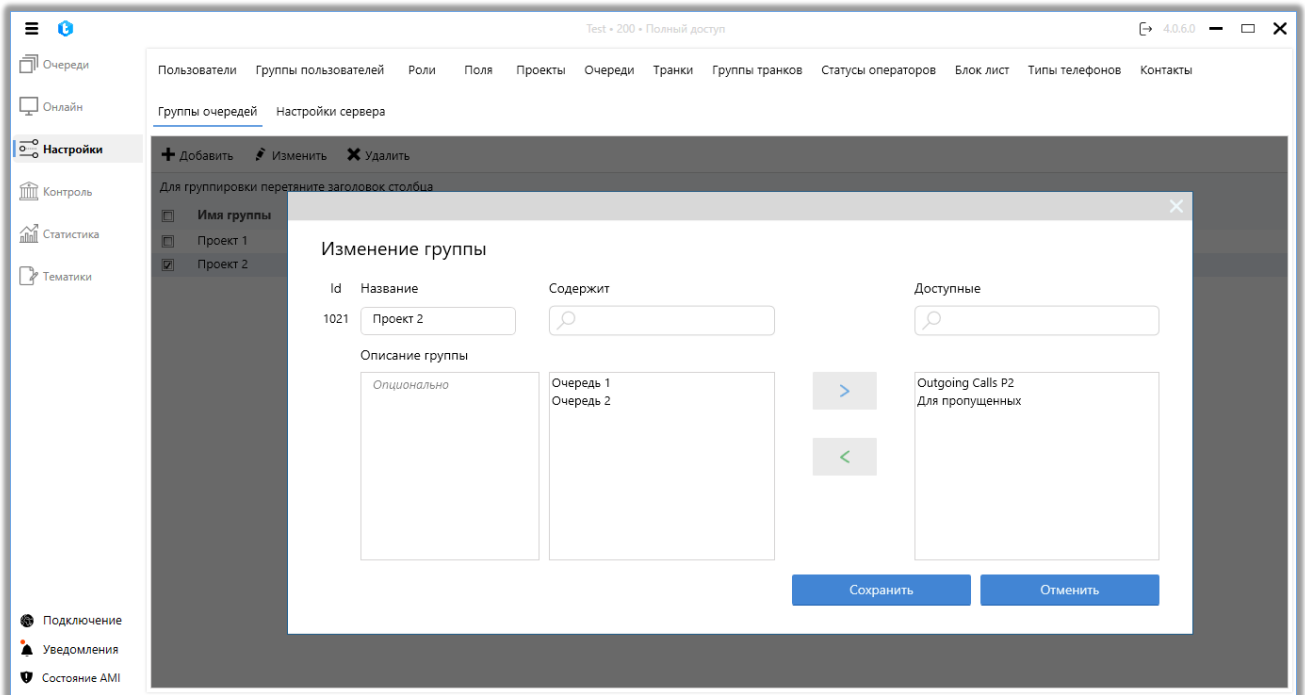 Test • 200 • Полный доступ
4.0.6.0
Очереди
Онлайн
Настройки
Контроль
Статистика
Тематики
Пользователи Группы пользователей Роли Поля Проекты Очереди Транки Группы транков Статусы операторов Блок лист Типы телефонов Контакты
Группы очередей Настройки сервера
Добавить Изменить Удалить
Для группировки перетяните заголовок столбца
Имя группы
Проект 1
Проект 2
Изменение группы
Id Название Содержит Доступные
1021 Проект 2
Описание группы
Опционально
Очередь 1
Очередь 2
>
<
Outgoing Calls P2
Для пропущенных
Сохранить Отменить
Подключение
Уведомления
Состояние AMI